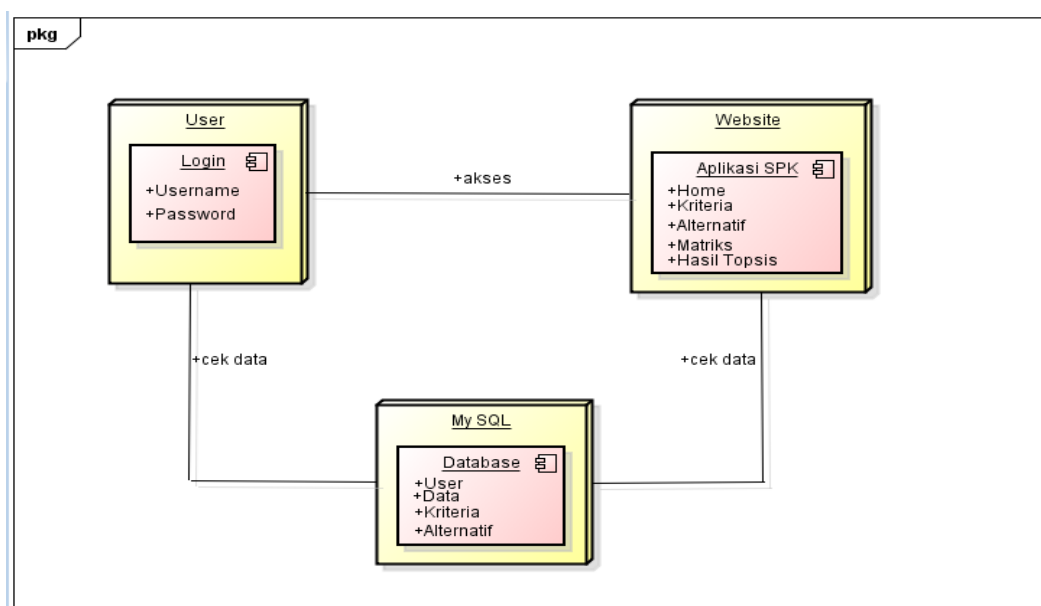 pkg
User
Login
+Username
+Password
+akses
Website
Aplikasi SPK
+Home
+Kriteria
+Alternatif
+Matriks
+Hasil Topsis
+cek data
+cek data
My SQL
Database
+User
+Data
+Kriteria
+Alternatif